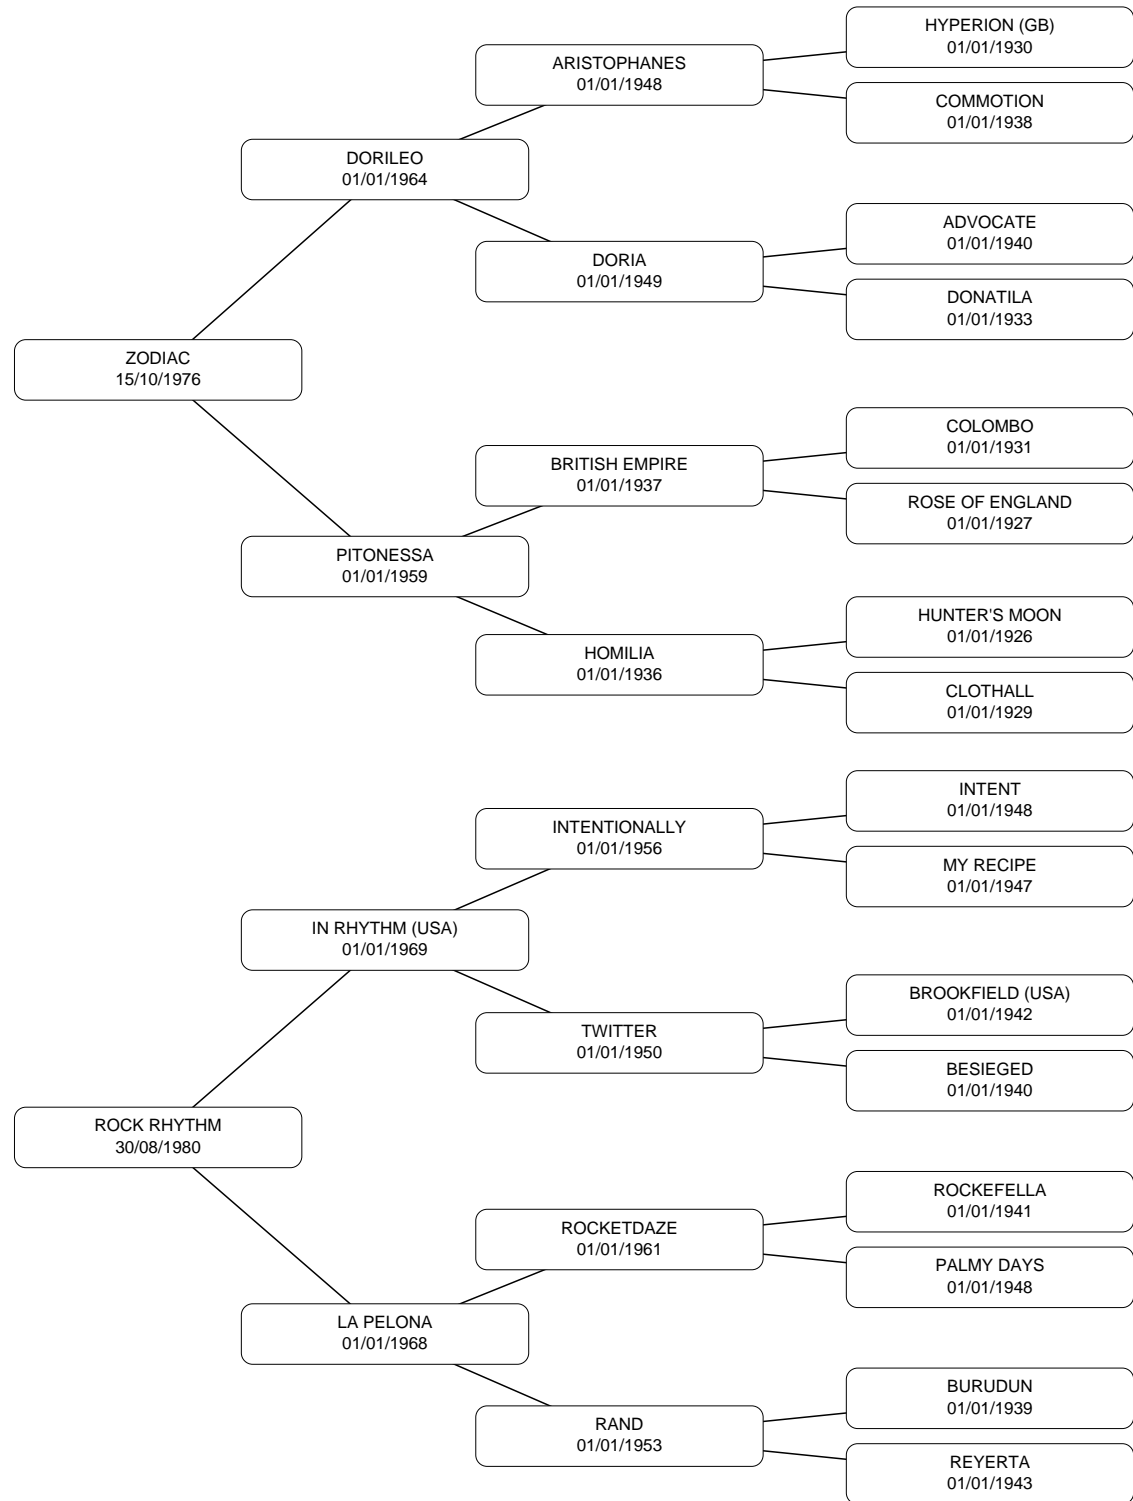 HYPERION (GB)
01/01/1930
ARISTOPHANES
01/01/1948
COMMOTION
01/01/1938
DORILEO
01/01/1964
ADVOCATE
01/01/1940
DORIA
01/01/1949
DONATILA
01/01/1933
ZODIAC
15/10/1976
COLOMBO
01/01/1931
BRITISH EMPIRE
01/01/1937
ROSE OF ENGLAND
01/01/1927
PITONESSA
01/01/1959
HUNTER'S MOON
01/01/1926
HOMILIA
01/01/1936
CLOTHALL
01/01/1929
INTENT
01/01/1948
INTENTIONALLY
01/01/1956
MY RECIPE
01/01/1947
IN RHYTHM (USA)
01/01/1969
BROOKFIELD (USA)
01/01/1942
TWITTER
01/01/1950
BESIEGED
01/01/1940
ROCK RHYTHM
30/08/1980
ROCKEFELLA
01/01/1941
ROCKETDAZE
01/01/1961
PALMY DAYS
01/01/1948
LA PELONA
01/01/1968
BURUDUN
01/01/1939
RAND
01/01/1953
REYERTA
01/01/1943